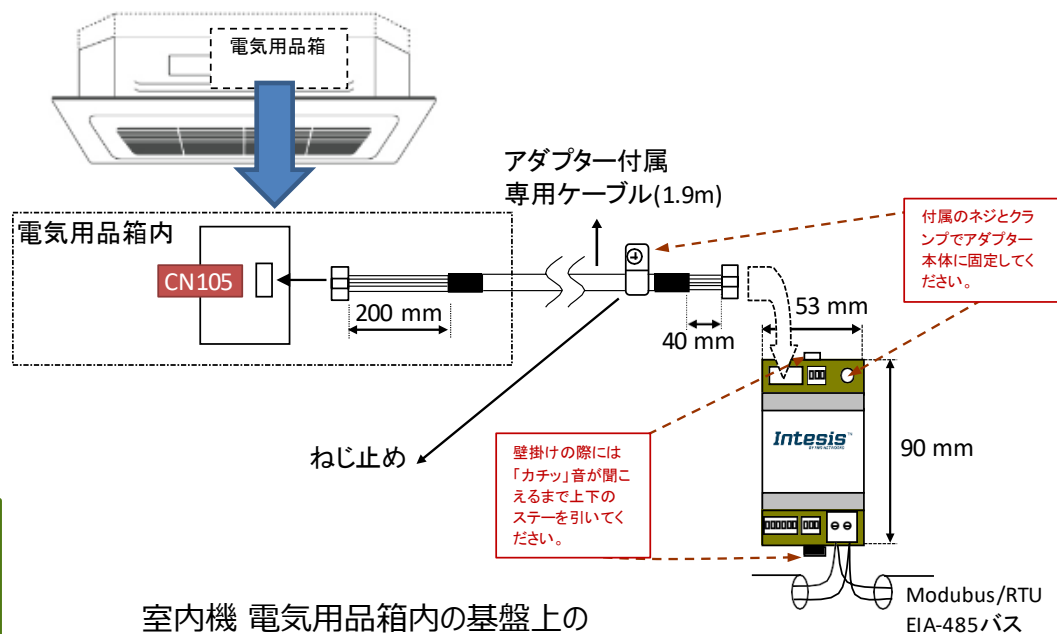 電気用品箱
アダプター付属
専用ケーブル(1.9m)
電気用品箱内
CN105
200 mm
40 mm
53 mm
付属のネジとクラ
ンプでアダプター
本体に固定してく
ださい。
90 mm
Intesis™
BY HMS NETWORKS
ねじ止め
壁掛けの際には
「カチッ」音が聞こ
えるまで上下の
ステーを引いてく
ださい。
Modubus/RTU
EIA-485バス
室内機 電気用品箱内の基盤上の